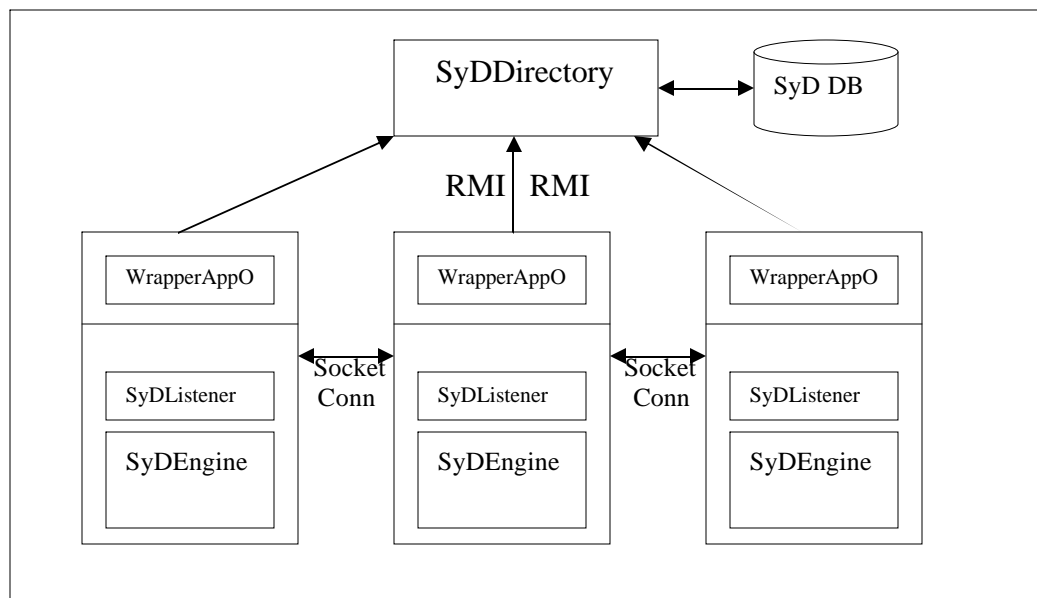 SyDDirectory
SyD DB
RMI RMI
WrapperAppO
WrapperAppO
WrapperAppO
Socket
Conn
Socket
Conn
SyDListener
SyDListener
SyDListener
SyDEngine
SyDEngine
SyDEngine